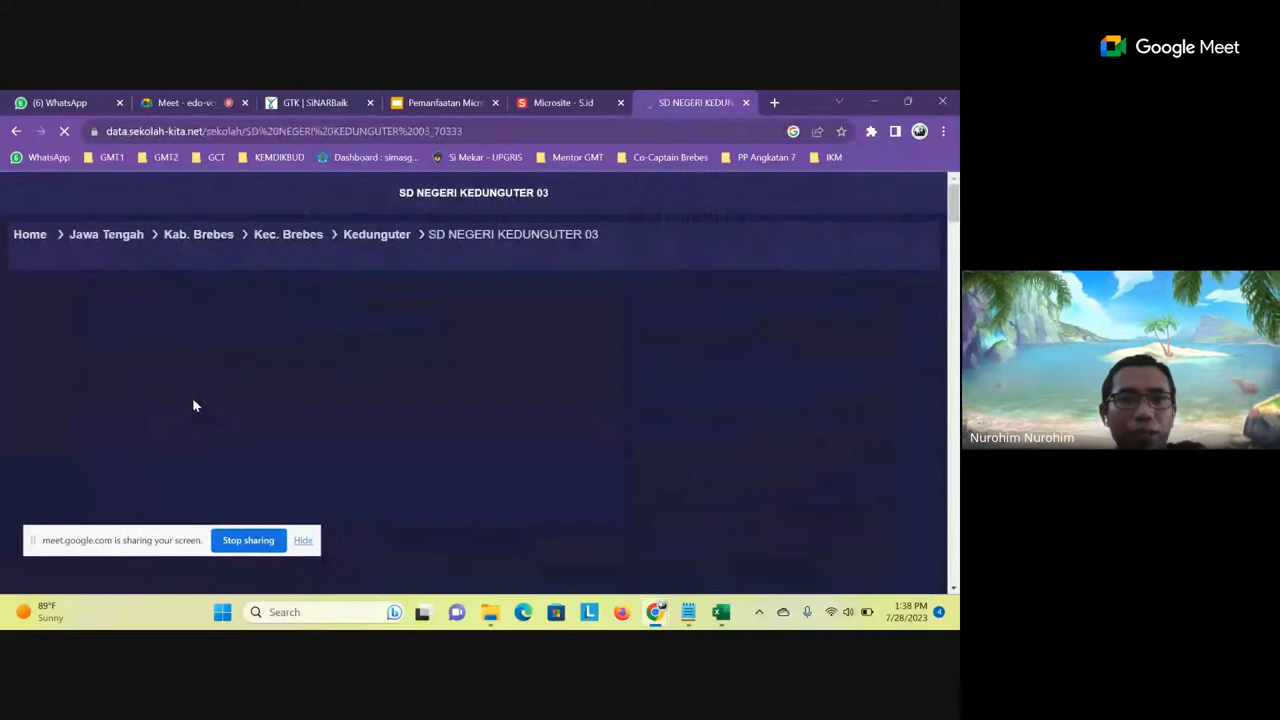 Google Meet
(6) WhatsApp
Meet - edo-vo
GTK | SiNARBaik
Pemanfaatan Micr
Microsite - S.id
SD NEGERI KEDUN
data.sekolah-kita.net/sekolah/SD%20NEGERI%20KEDUNGUTER%2003_70333
WhatsApp
GMT1
GMT2
GCT
KEMDIKBUD
Dashboard : simasg...
Si Mekar - UPGRIS
Mentor GMT
Co-Captain Brebes
PP Angkatan 7
IKM
SD NEGERI KEDUNGUTER 03
Home > Jawa Tengah > Kab. Brebes > Kec. Brebes > Kedunguter > SD NEGERI KEDUNGUTER 03
Nurohim Nurohim
meet.google.com is sharing your screen.
Stop sharing
Hide
89°F
Sunny
Search
1:38 PM
7/28/2023
4